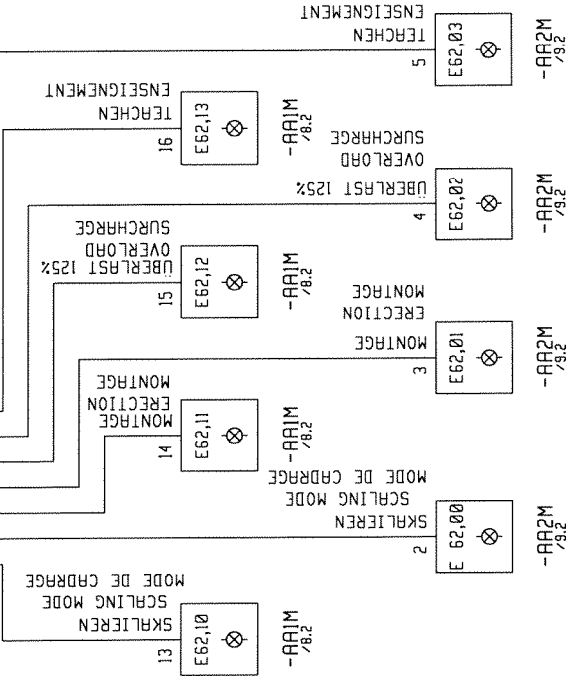 TEACHEN
ENSEIGNEMENT
5
E62,03
-AA2M
/9.2
TEACHEN
ENSEIGNEMENT
16
E62,13
-AA1M
/8.2
ÜBERLAST 125%
OVERLOAD
SURCHARGE
4
E62,02
-AA2M
/9.2
ÜBERLAST 125%
OVERLOAD
SURCHARGE
15
E62,12
-AA1M
/8.2
MONTAGE
ERECTION
MONTAGE
3
E62,01
-AA2M
/9.2
MONTAGE
ERECTION
MONTAGE
14
E62,11
-AA1M
/8.2
SKALIEREN
SCALING MODE
MODE DE CADRAGE
2
E 62,00
-AA2M
/9.2
SKALIEREN
SCALING MODE
MODE DE CADRAGE
13
E62,10
-AA1M
/8.2